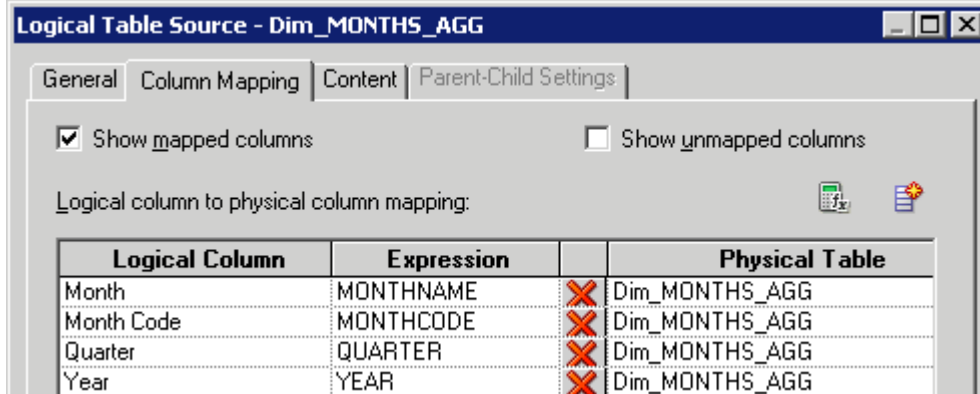 Logical Table Source - Dim_MONTHS_AGG
General Column Mapping Content Parent-Child Settings
Show mapped columns Show unmapped columns
Logical column to physical column mapping:
Logical Column Expression Physical Table
Month MONTHNAME Dim_MONTHS_AGG
Month Code MONTHCODE Dim_MONTHS_AGG
Quarter QUARTER Dim_MONTHS_AGG
Year YEAR Dim_MONTHS_AGG